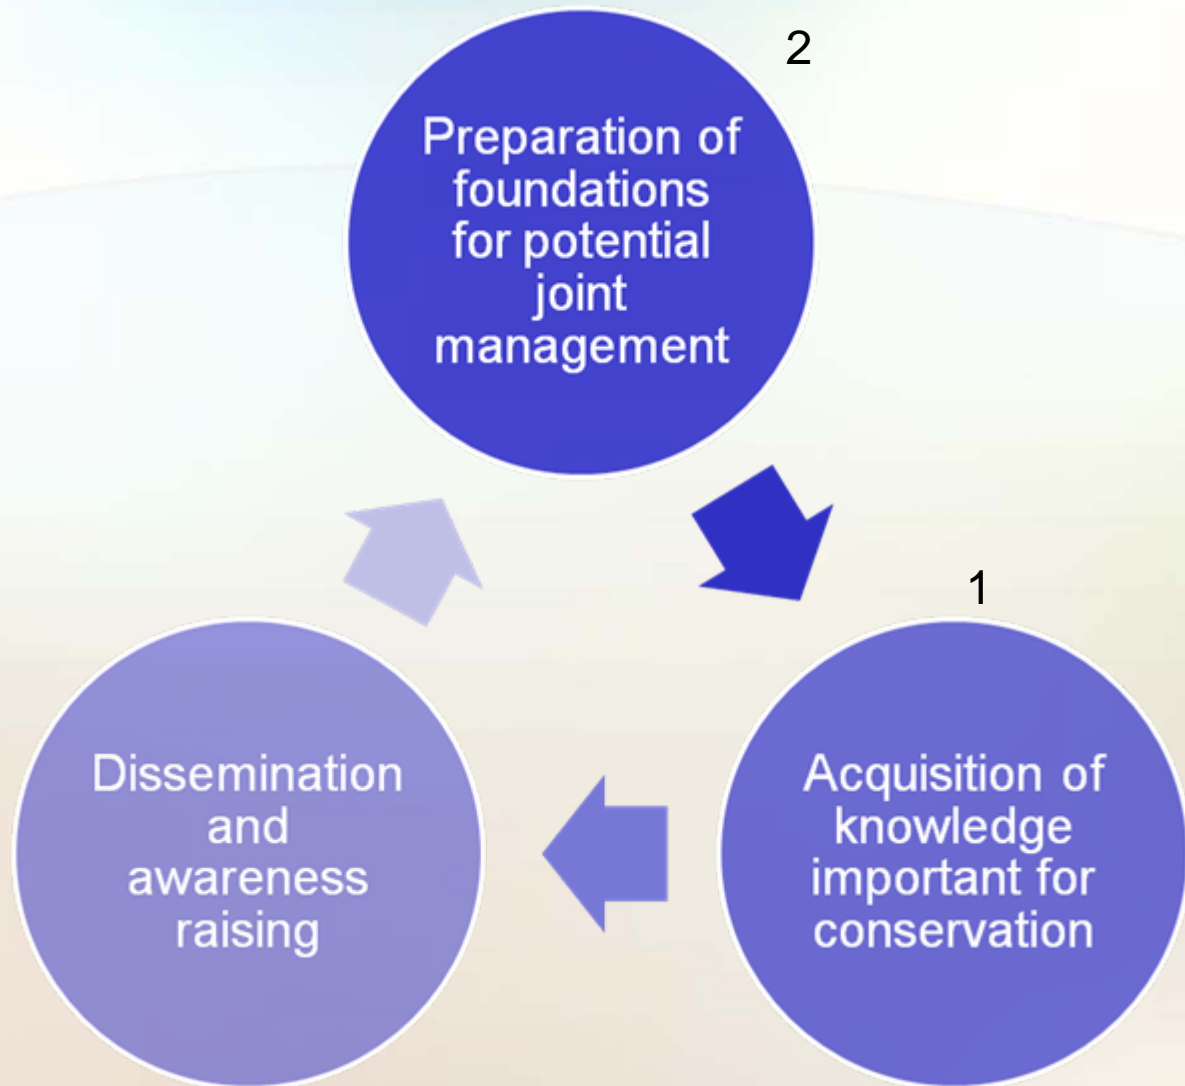 2
Preparation of
foundations
for potential
joint
management
1
Dissemination
and
awareness
raising
Acquisition of
knowledge
important for
conservation